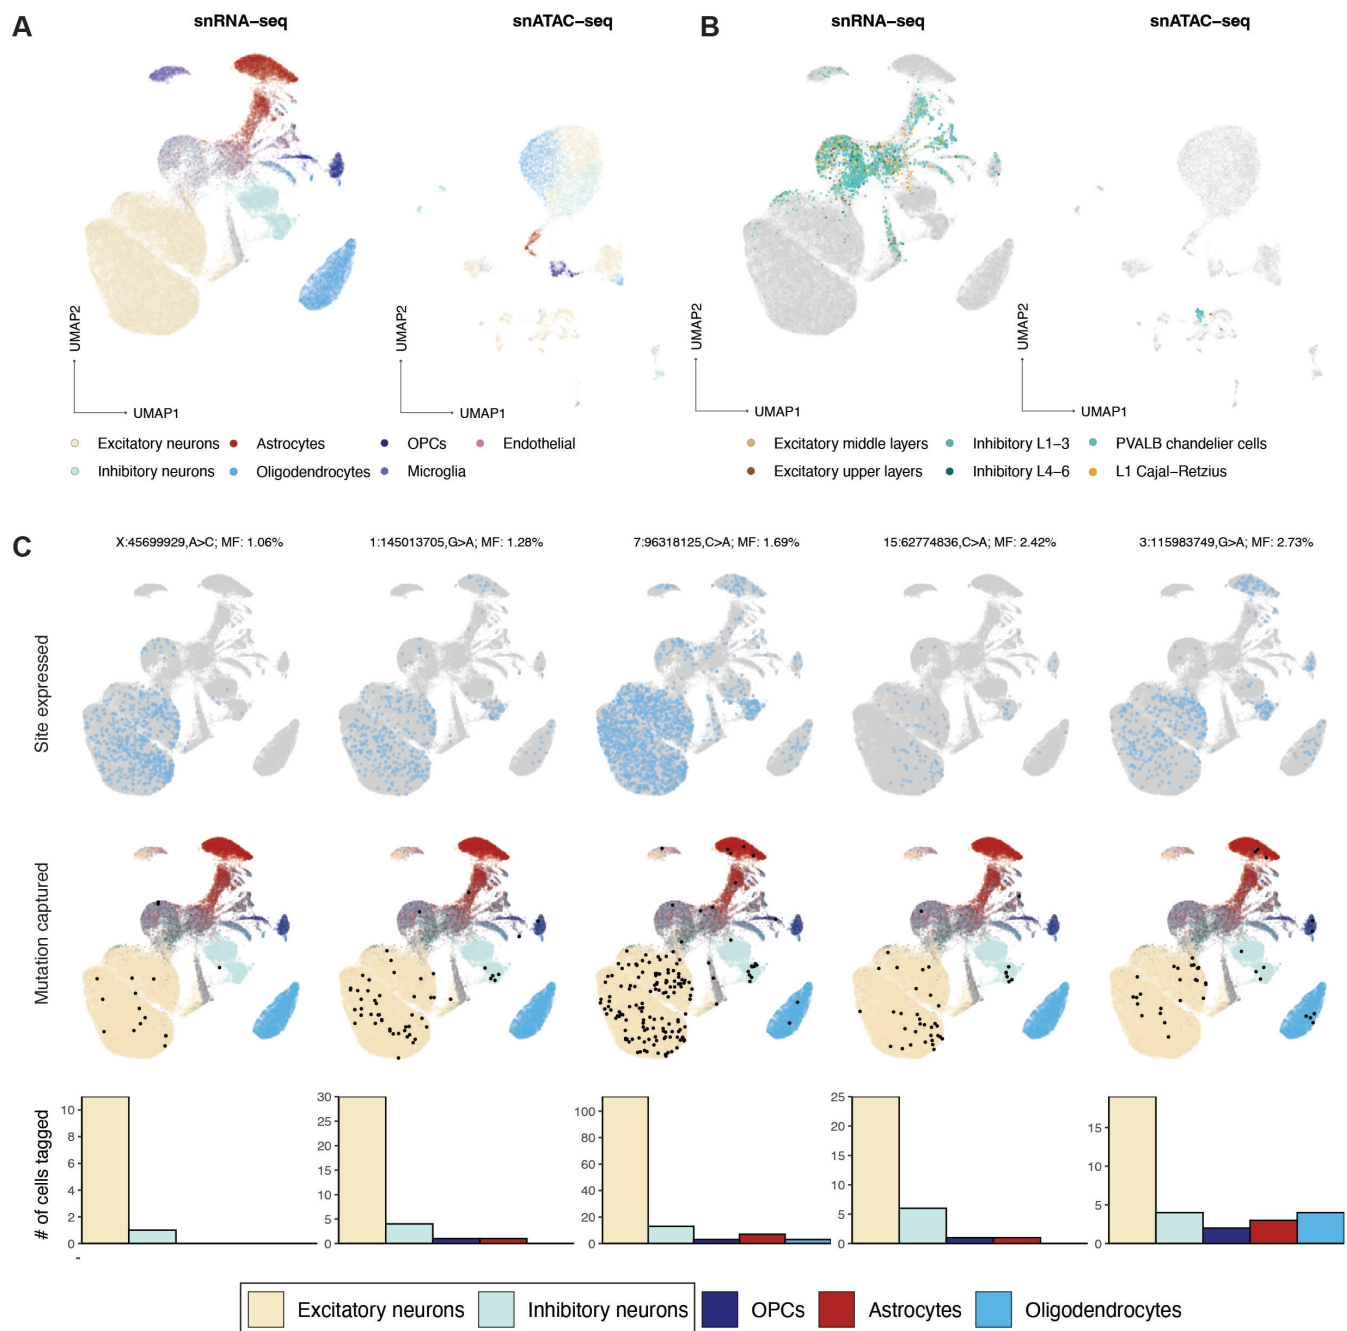 A
snRNA–seq
snATAC–seq
B
snRNA–seq
snATAC–seq
UMAP2
UMAP2
UMAP2
UMAP2
UMAP1
UMAP1
UMAP1
UMAP1
Excitatory neurons
Astrocytes
OPCs
Endothelial
Inhibitory neurons
Oligodendrocytes
Microglia
Excitatory middle layers
Inhibitory L1–3
PVALB chandelier cells
Excitatory upper layers
Inhibitory L4–6
L1 Cajal–Retzius
C
X:45699929,A>C; MF: 1.06%
1:145013705,G>A; MF: 1.28%
7:96318125,C>A; MF: 1.69%
15:62774836,C>A; MF: 2.42%
3:115983749,G>A; MF: 2.73%
Site expressed
Mutation captured
# of cells tagged
10
8
6
4
2
0
-
30
25
20
15
10
5
0
100
80
60
40
20
0
25
20
15
10
5
0
15
10
5
0
Excitatory neurons
Inhibitory neurons
OPCs
Astrocytes
Oligodendrocytes